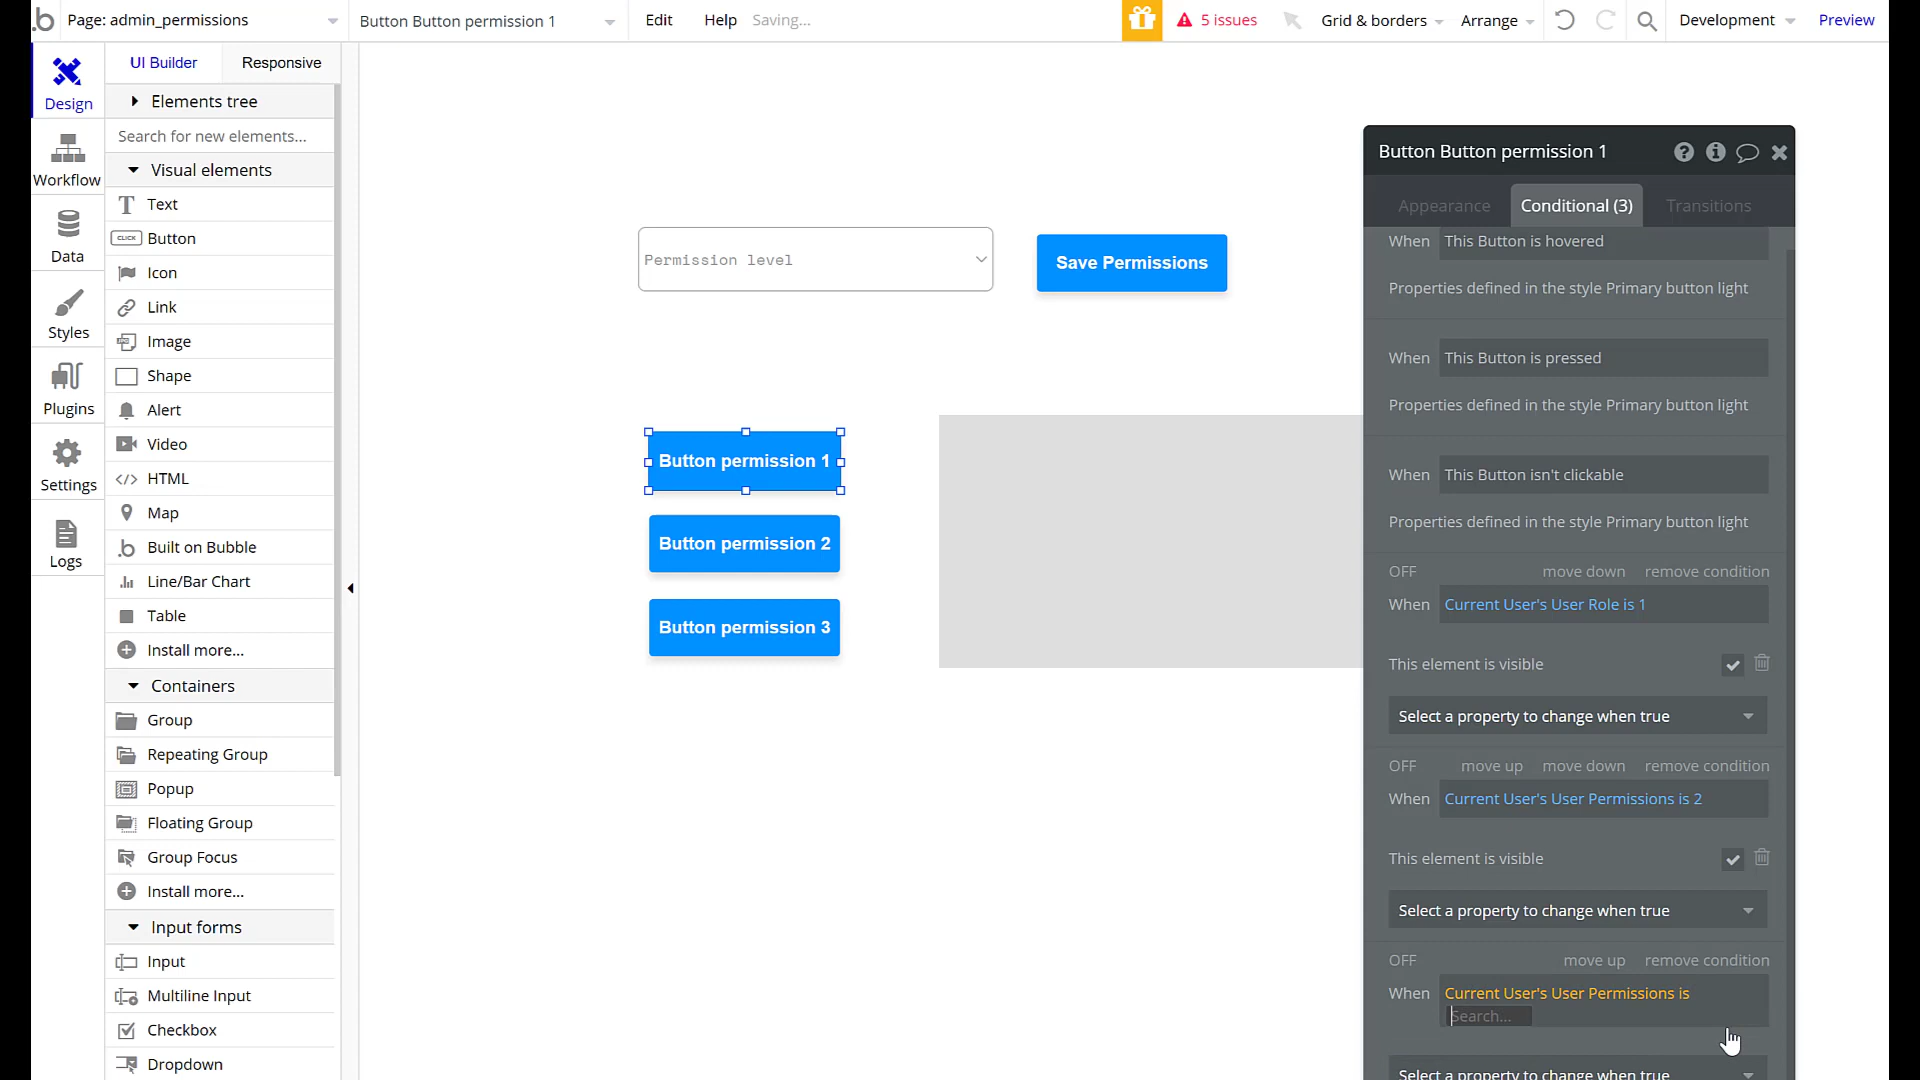 Page: admin_permissions
Button Button permission 1
Edit
Help
Saving...
5 issues
Grid & borders
Arrange
Development
Preview
Design
Workflow
Data
Styles
Plugins
Settings
Logs
UI Builder
Responsive
Elements tree
Search for new elements...
Visual elements
Text
CLICK
Button
Icon
Link
Image
Shape
Alert
Video
HTML
Map
Built on Bubble
Line/Bar Chart
Table
Install more...
Containers
Group
Repeating Group
Popup
Floating Group
Group Focus
Install more...
Input forms
Input
Multiline Input
Checkbox
Dropdown
Permission level
Save Permissions
Button permission 1
Button permission 2
Button permission 3
Button Button permission 1
Appearance
Conditional (3)
Transitions
When This Button is hovered
Properties defined in the style Primary button light
When This Button is pressed
Properties defined in the style Primary button light
When This Button isn't clickable
Properties defined in the style Primary button light
OFF move down remove condition
When Current User's User Role is 1
This element is visible
Select a property to change when true
OFF move up move down remove condition
When Current User's User Permissions is 2
This element is visible
Select a property to change when true
OFF move up remove condition
When Current User's User Permissions is
Search...
Select a property to change when true